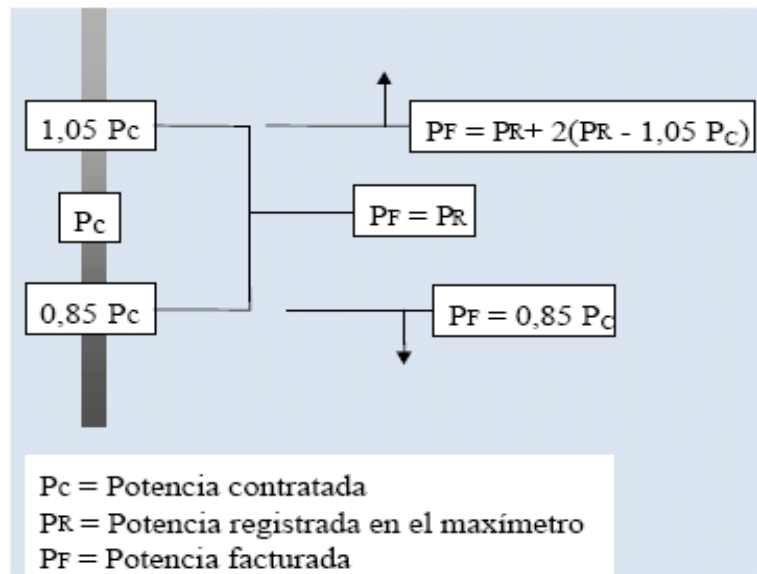 1,05 Pc
PF = PR+ 2(PR - 1,05 PC)
Pc
PF = PR
0,85 Pc
PF = 0,85 PC
Pc = Potencia contratada
PR = Potencia registrada en el maxímetro
PF = Potencia facturada